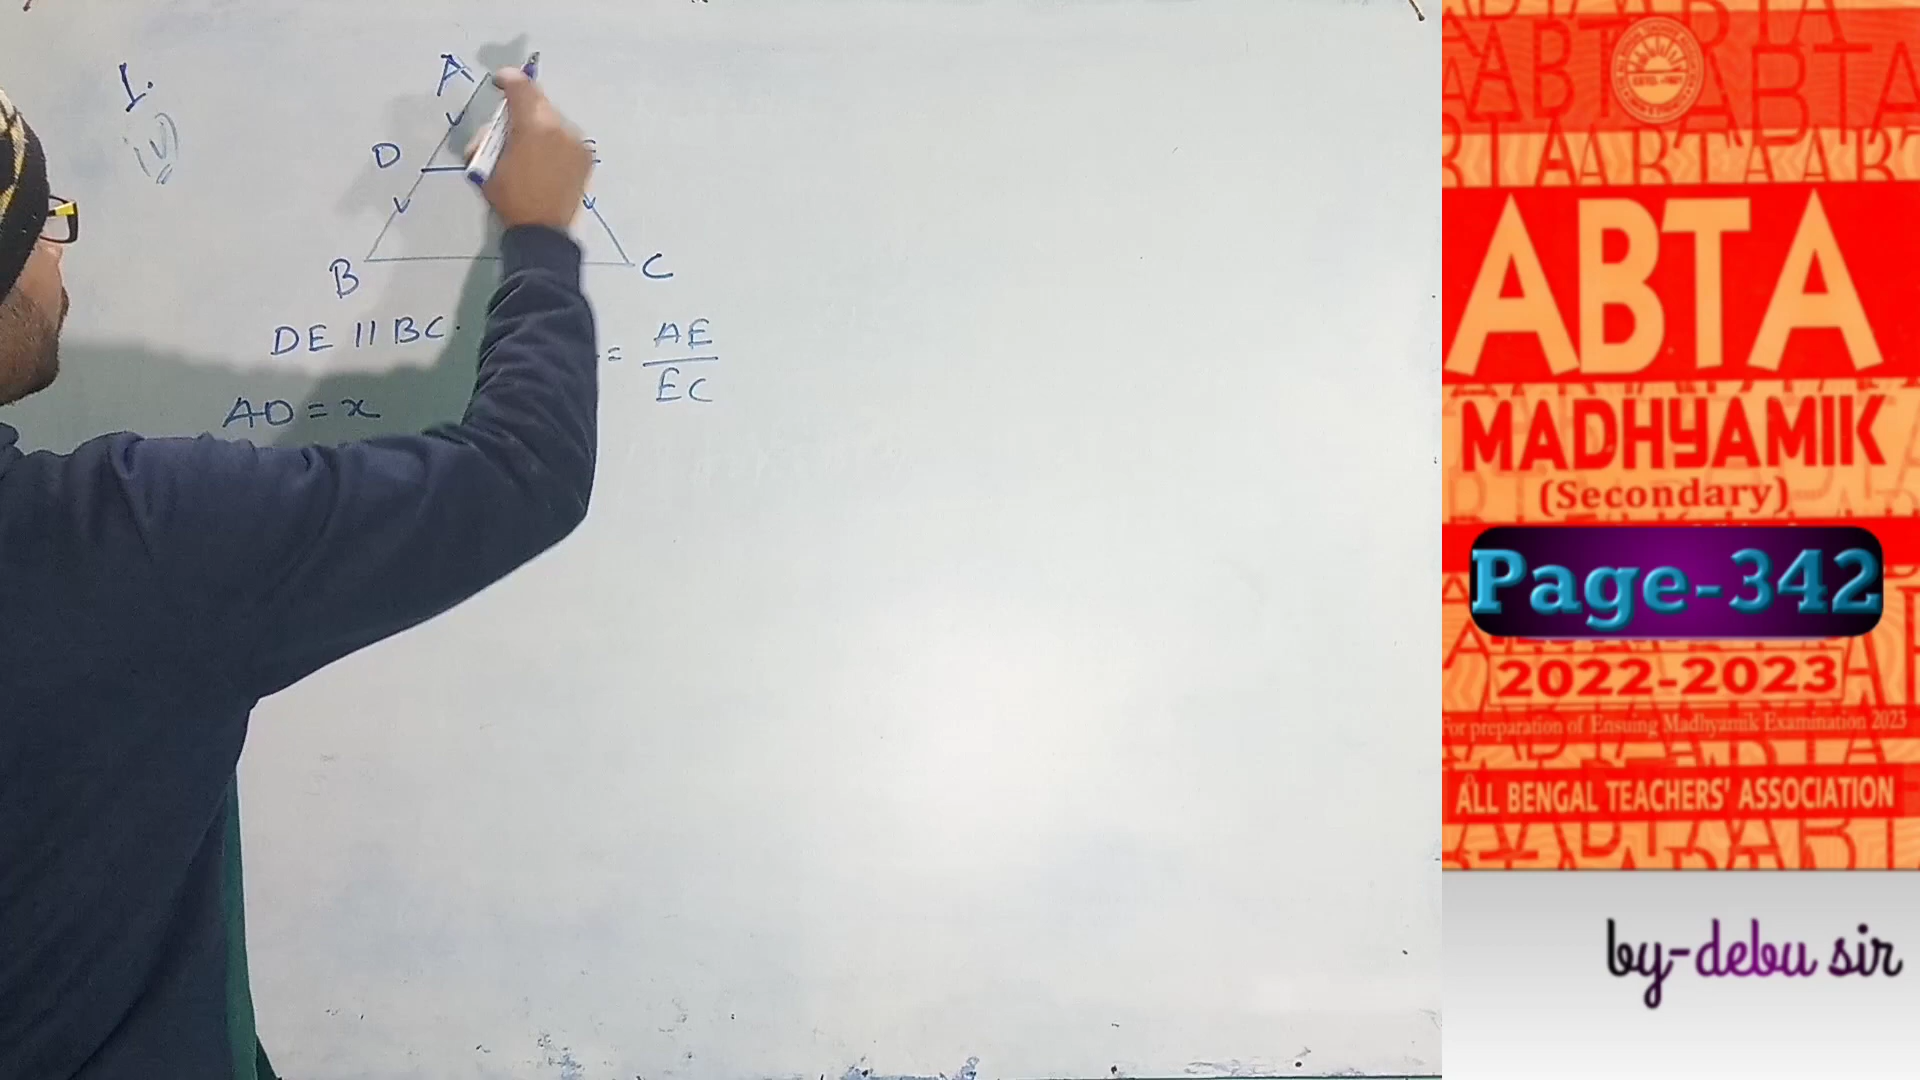 1.
(iv)
A
D
E
B
C
DE || BC.
= AE / EC
AD = x
ABTA
MADHYAMIK
(Secondary)
Page-342
2022-2023
For preparation of Ensuing Madhyamik Examination 2023
ALL BENGAL TEACHERS' ASSOCIATION
by-debu sir